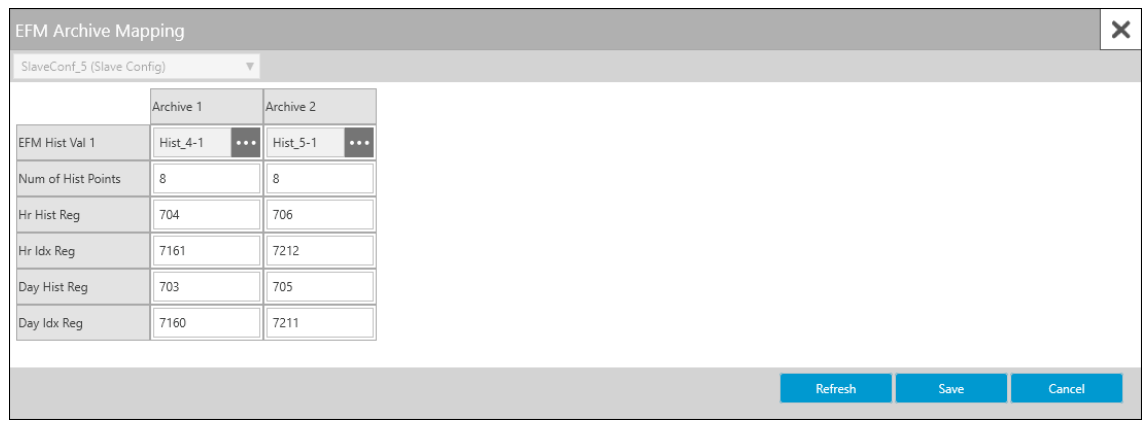 EFM Archive Mapping
SlaveConf_5 (Slave Config)
Archive 1 Archive 2
EFM Hist Val 1 Hist_4-1 ••• Hist_5-1 •••
Num of Hist Points 8 8
Hr Hist Reg 704 706
Hr Idx Reg 7161 7212
Day Hist Reg 703 705
Day Idx Reg 7160 7211
Refresh Save Cancel